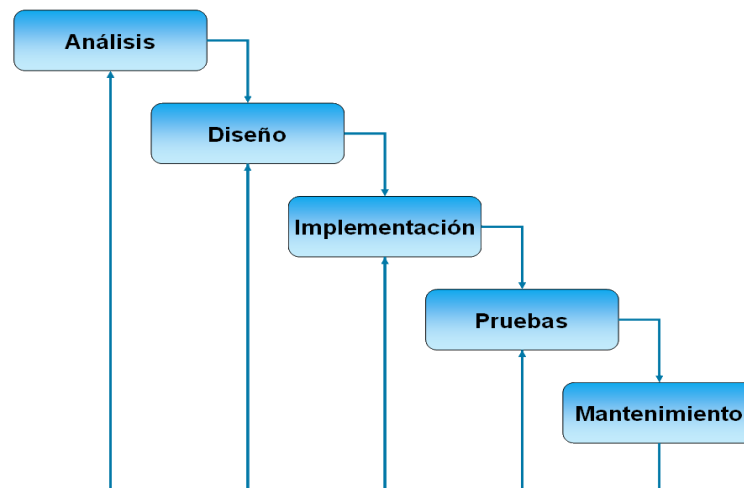 Análisis
Diseño
Implementación
Pruebas
Mantenimiento